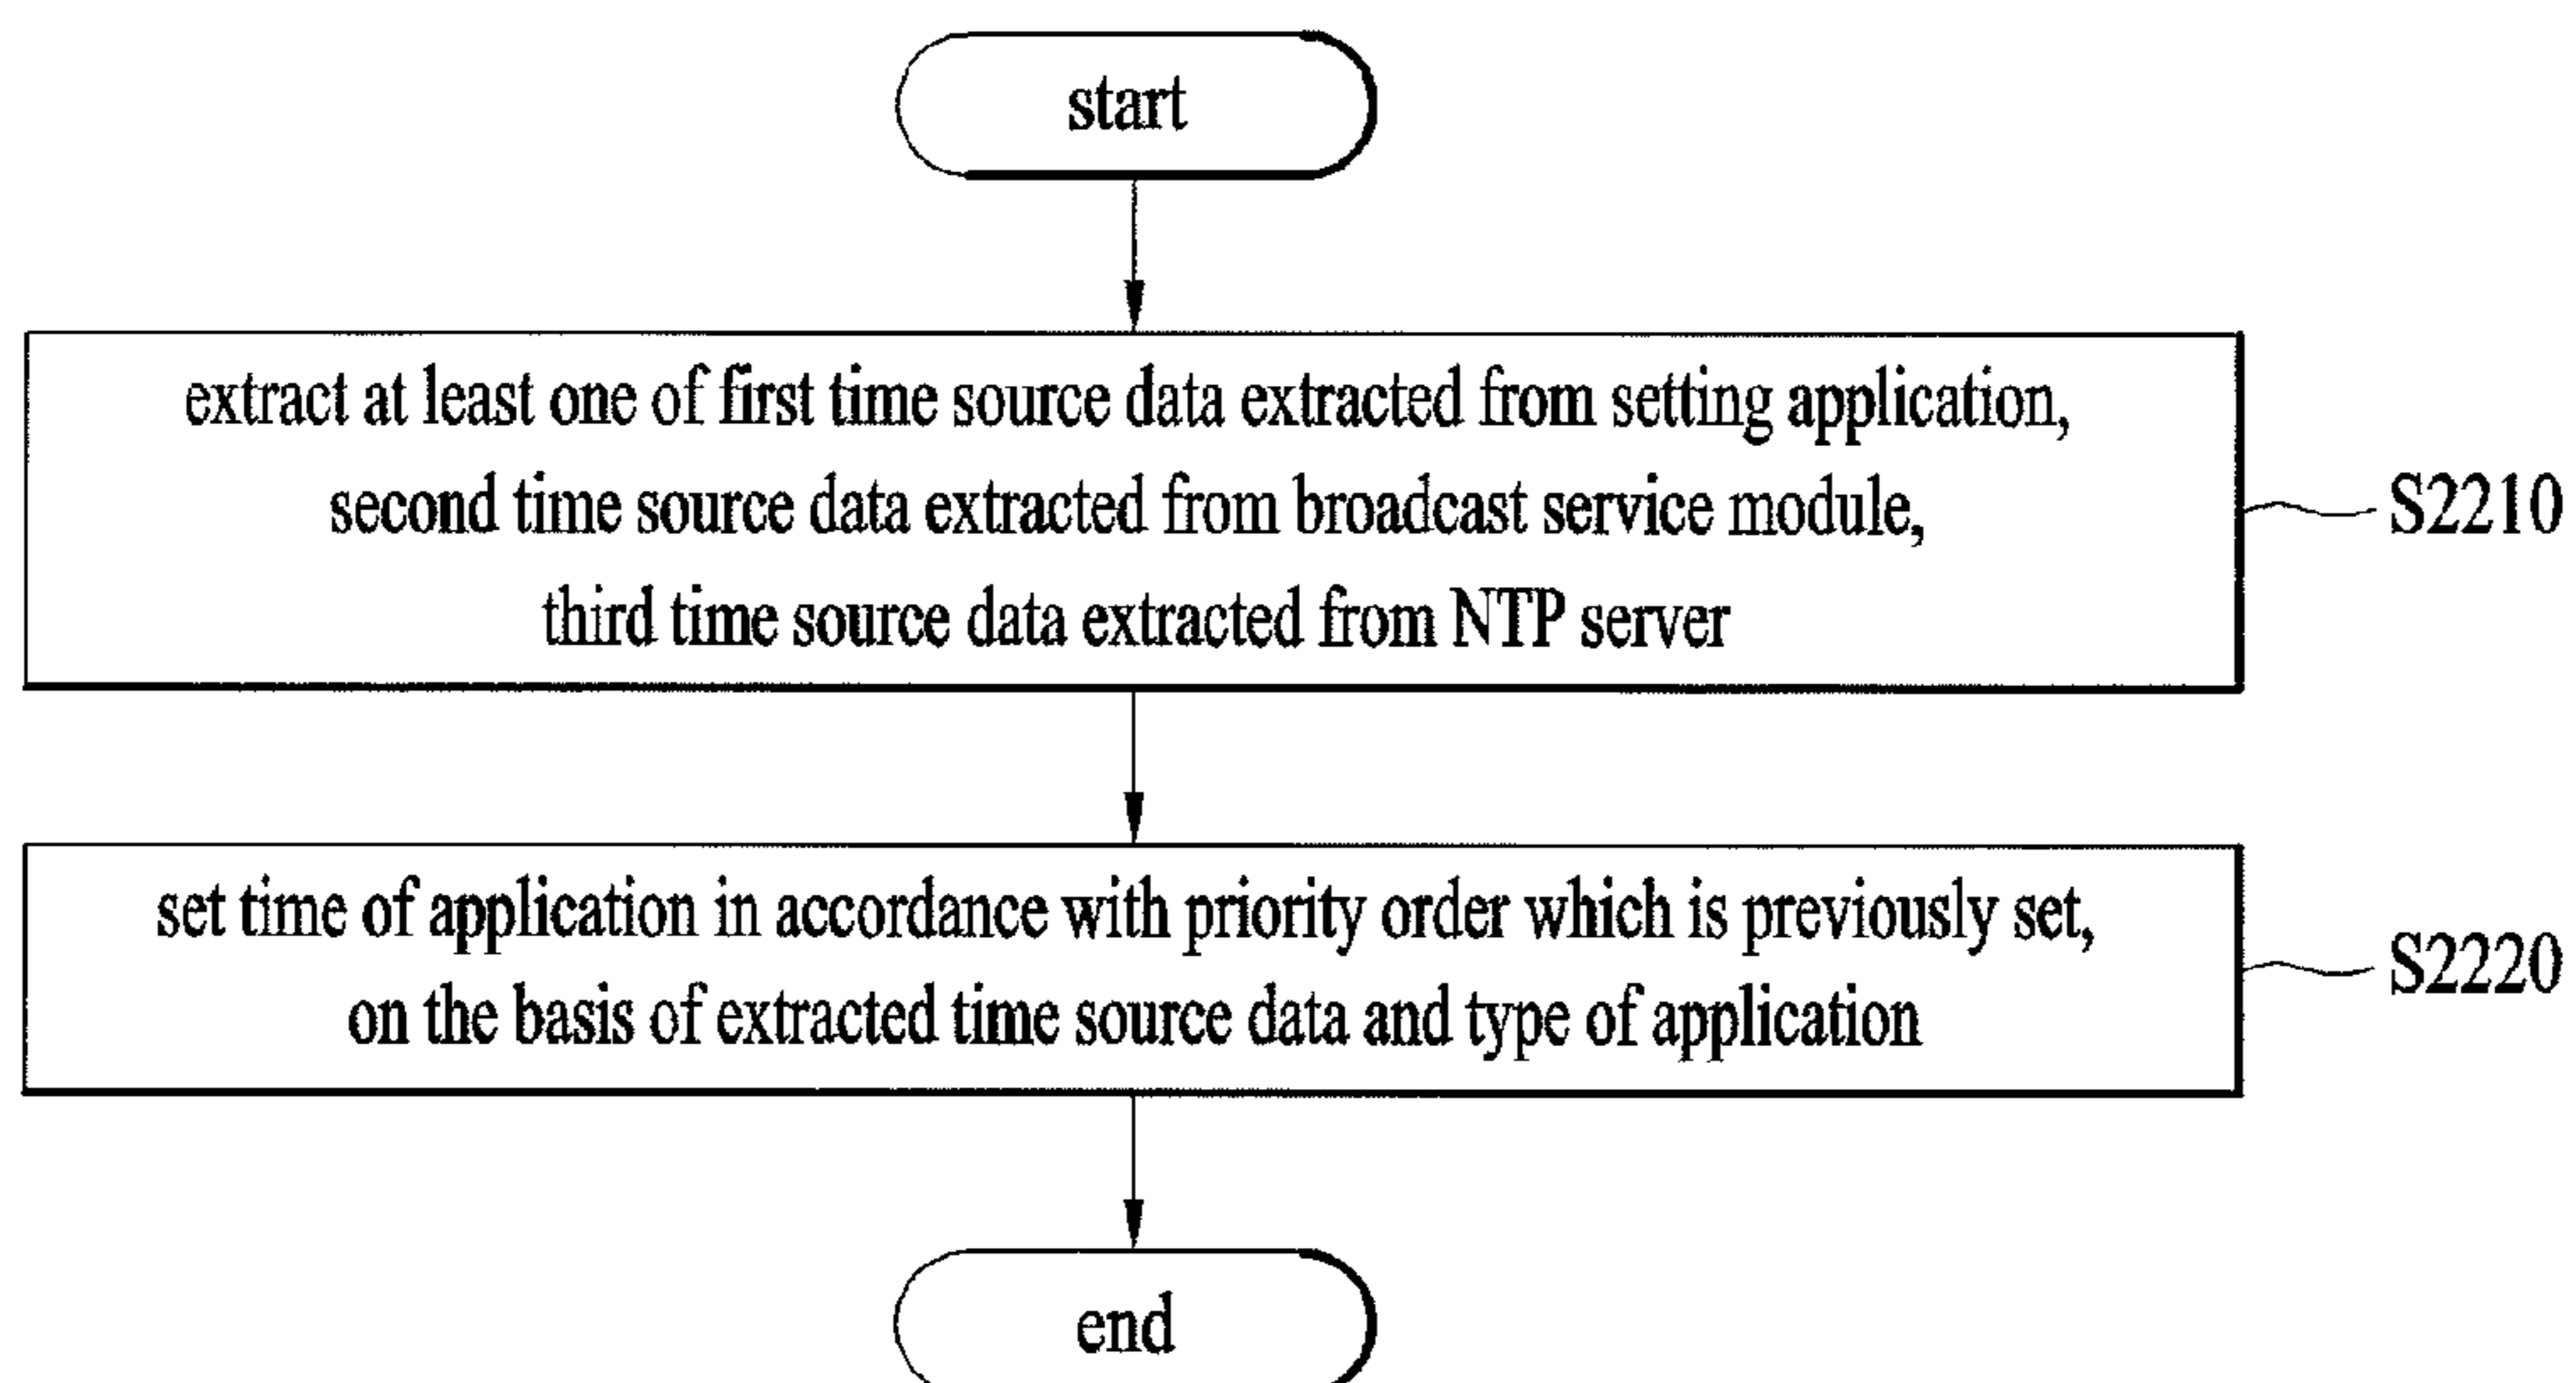 start
extract at least one of first time source data extracted from setting application,
second time source data extracted from broadcast service module,
third time source data extracted from NTP server
S2210
set time of application in accordance with priority order which is previously set,
on the basis of extracted time source data and type of application
S2220
end